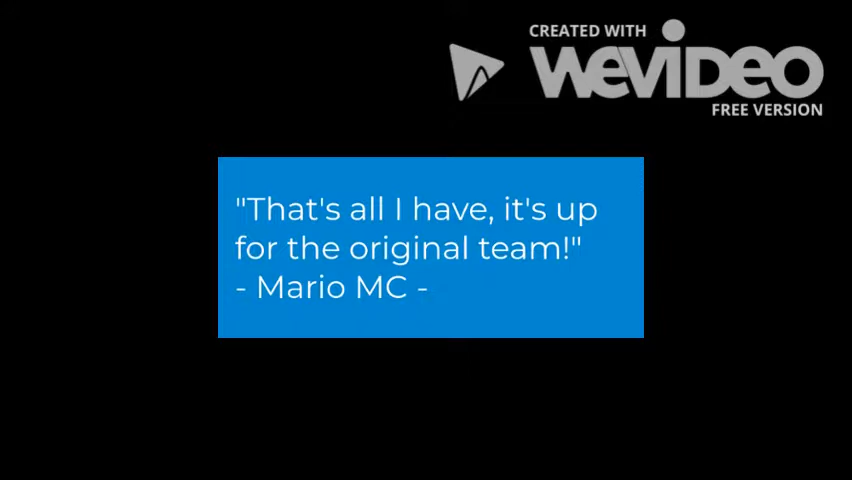 CREATED WITH
WEVIDEO
FREE VERSION
"That's all I have, it's up
for the original team!"
- Mario MC -